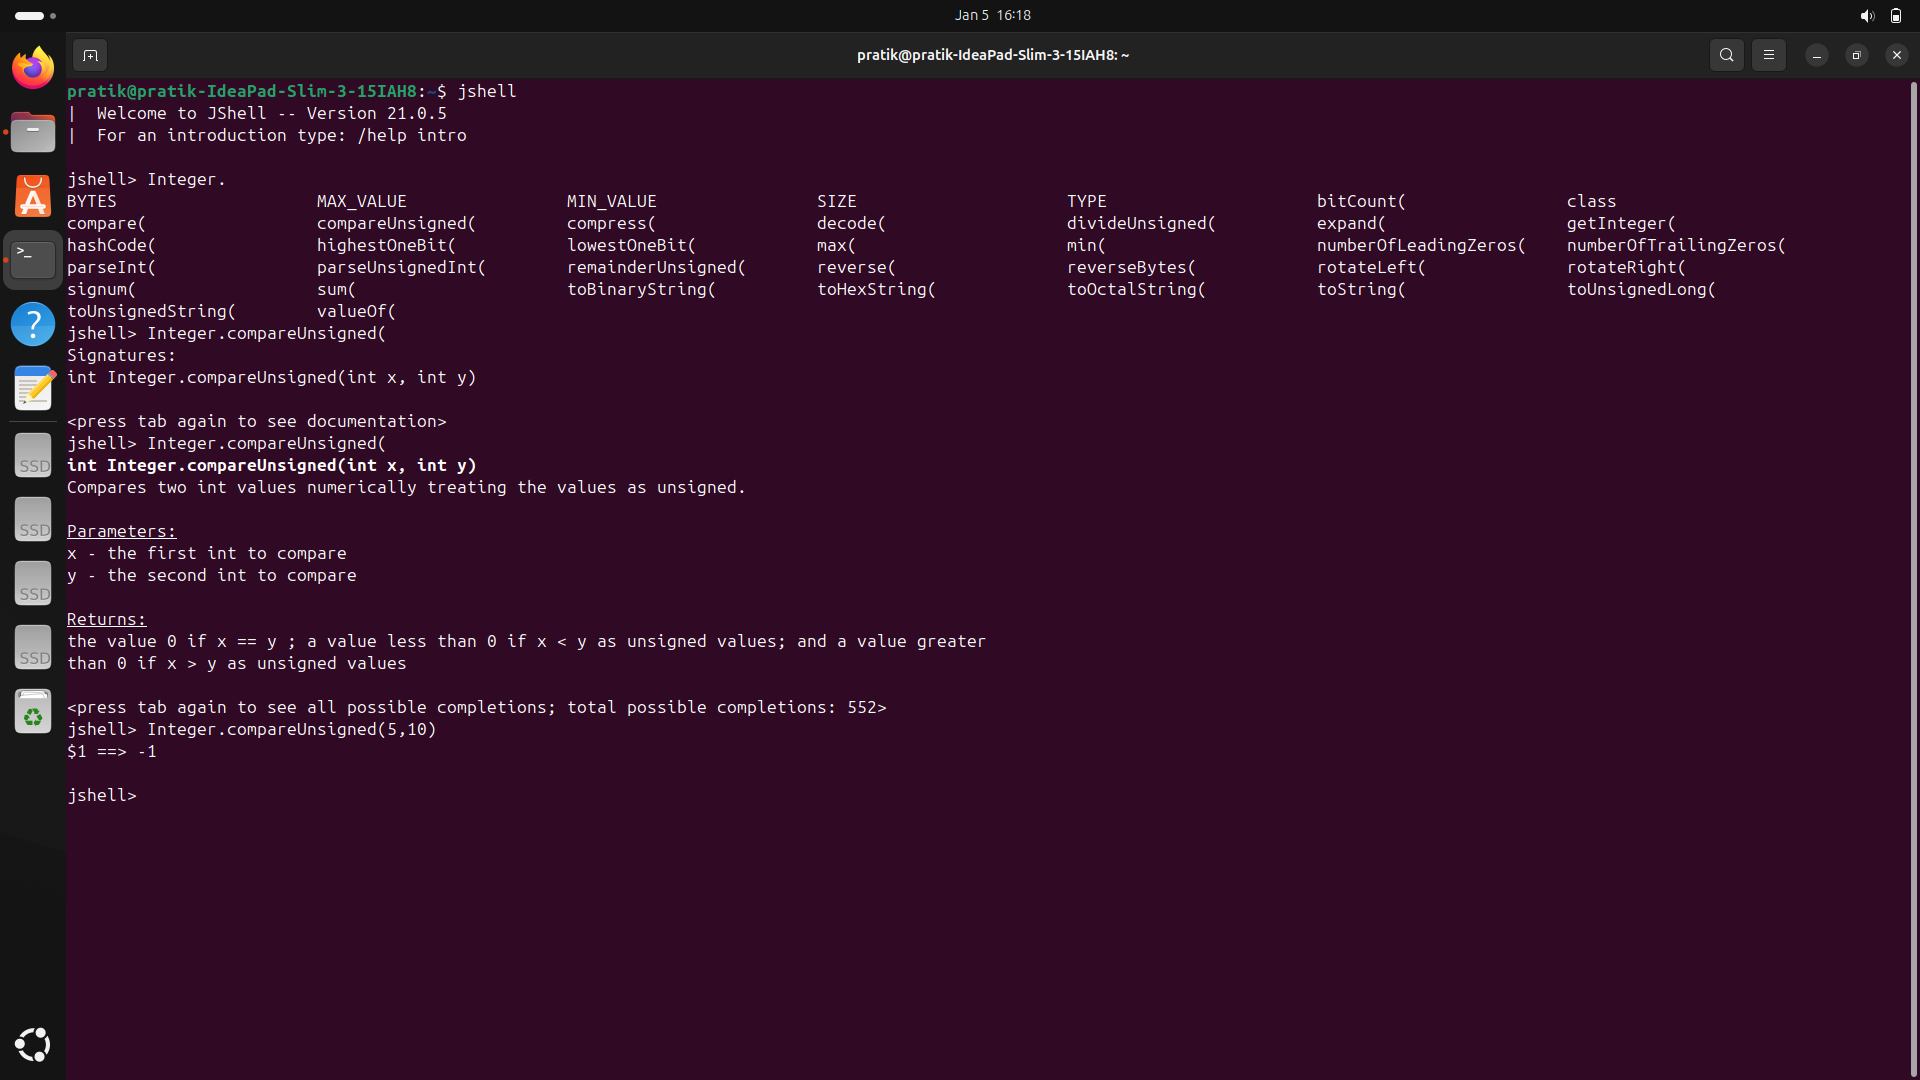 Jan 5 16:18
pratik@pratik-IdeaPad-Slim-3-15IAH8: ~
pratik@pratik-IdeaPad-Slim-3-15IAH8:~$ jshell
|  Welcome to JShell -- Version 21.0.5
|  For an introduction type: /help intro
jshell> Integer.
BYTES MAX_VALUE MIN_VALUE SIZE TYPE bitCount( class
compare( compareUnsigned( compress( decode( divideUnsigned( expand( getInteger(
hashCode( highestOneBit( lowestOneBit( max( min( numberOfLeadingZeros( numberOfTrailingZeros(
parseInt( parseUnsignedInt( remainderUnsigned( reverse( reverseBytes( rotateLeft( rotateRight(
signum( sum( toBinaryString( toHexString( toOctalString( toString( toUnsignedLong(
toUnsignedString( valueOf(
jshell> Integer.compareUnsigned(
Signatures:
int Integer.compareUnsigned(int x, int y)
<press tab again to see documentation>
jshell> Integer.compareUnsigned(
int Integer.compareUnsigned(int x, int y)
Compares two int values numerically treating the values as unsigned.
Parameters:
x - the first int to compare
y - the second int to compare
Returns:
the value 0 if x == y ; a value less than 0 if x < y as unsigned values; and a value greater
than 0 if x > y as unsigned values
<press tab again to see all possible completions; total possible completions: 552>
jshell> Integer.compareUnsigned(5,10)
$1 ==> -1
jshell>
SSD
SSD
SSD
SSD